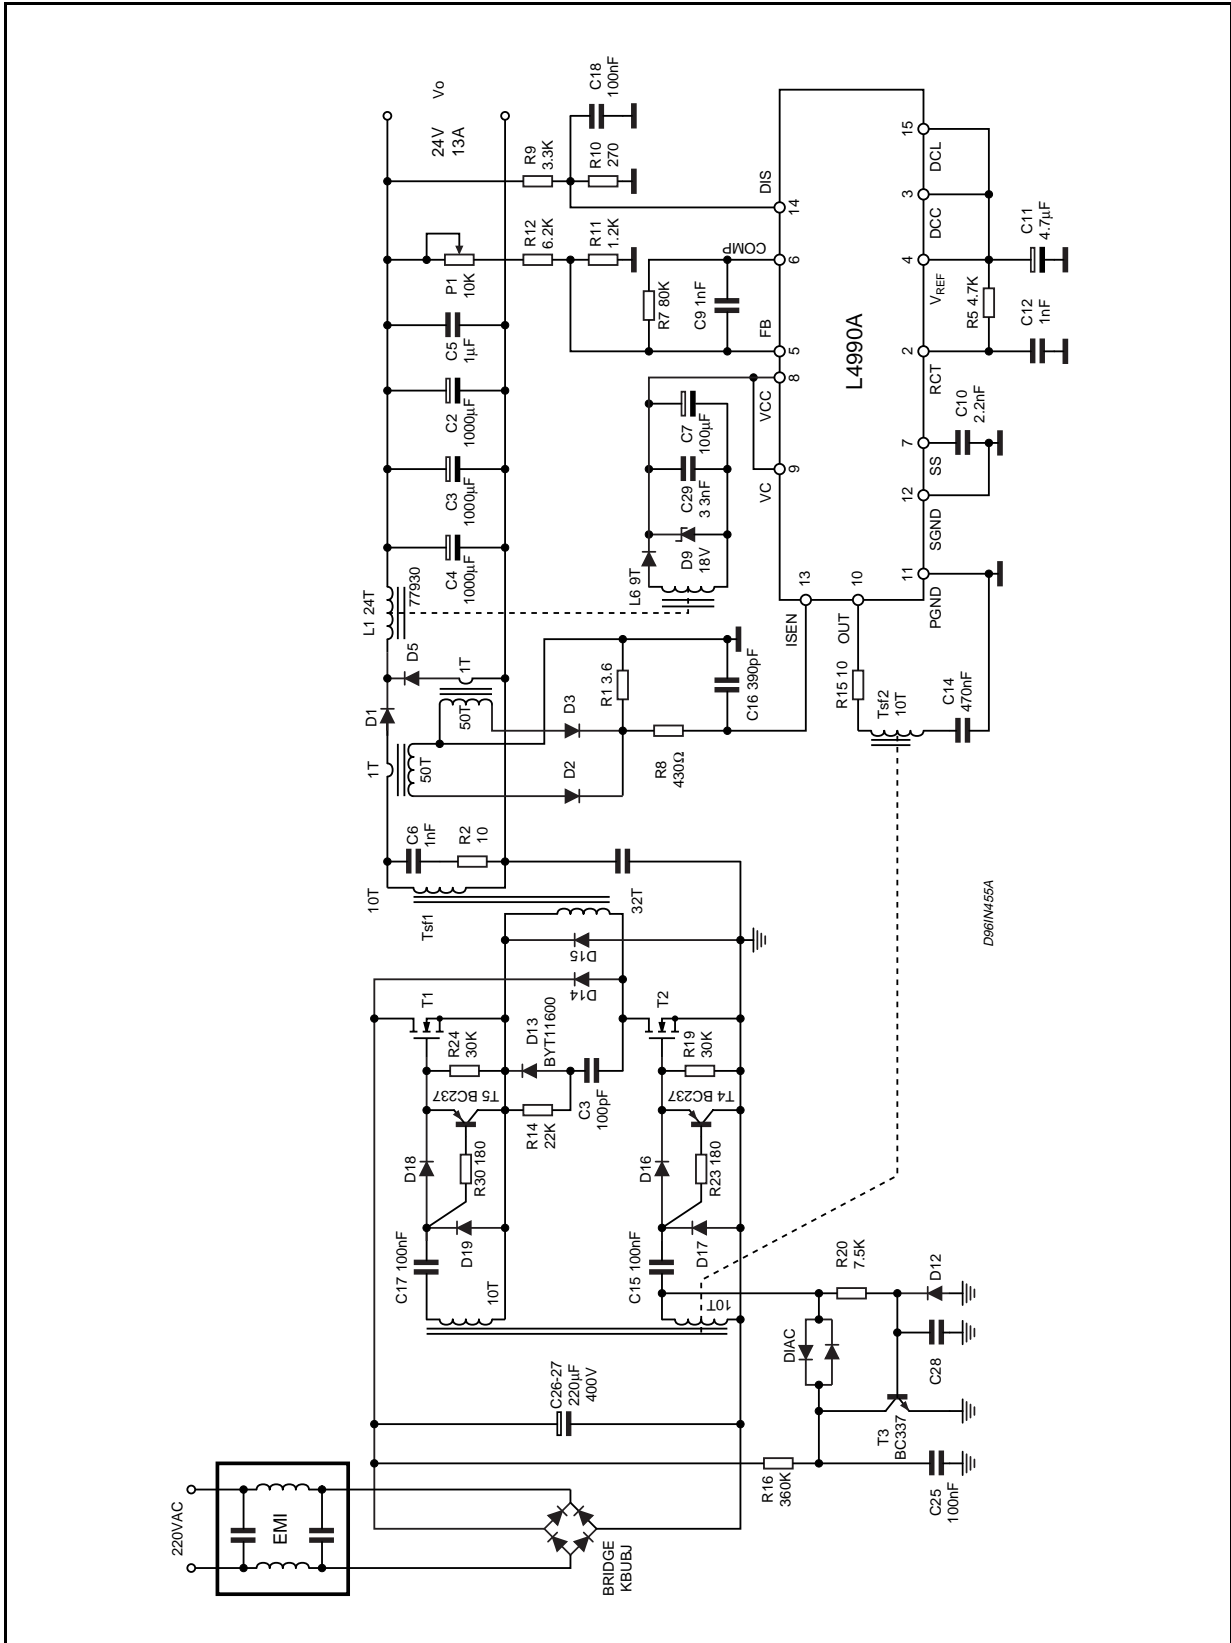 220VAC
EMI
BRIDGE
KBUBJ
C26-27
220µF
400V
R16
360K
C25
100nF
T3
BC337
C28
D12
DIAC
R20
7.5K
C17 100nF
10T
D19
D18
R30 180
T5 BC237
R24
30K
T1
R14
22K
D13
BYT11600
C3
100pF
C15 100nF
10T
D17
D16
R23 180
T4 BC237
R19
30K
T2
D14
D15
Tsf1
10T
32T
C6
1nF
R2
10
1T
50T
D1
50T
1T
D5
D2
D3
R8
430Ω
R1 3.6
C16 390pF
L1 24T
77930
C4
1000µF
C3
1000µF
C2
1000µF
C5
1µF
P1
10K
24V
13A
Vo
R12
6.2K
R11
1.2K
R9
3.3K
R10
270
C18
100nF
L6 9T
D9
18V
C29
3 3nF
C7
100µF
R7 80K
C9 1nF
ISEN
13
OUT
10
VC
9
VCC
8
FB
5
COMP
6
DIS
14
L4990A
PGND
11
SGND
12
SS
7
RCT
2
VREF
4
DCC
3
DCL
15
R15 10
Tsf2
10T
C14
470nF
C10
2.2nF
R5 4.7K
C12
1nF
C11
4.7µF
D96IN455A